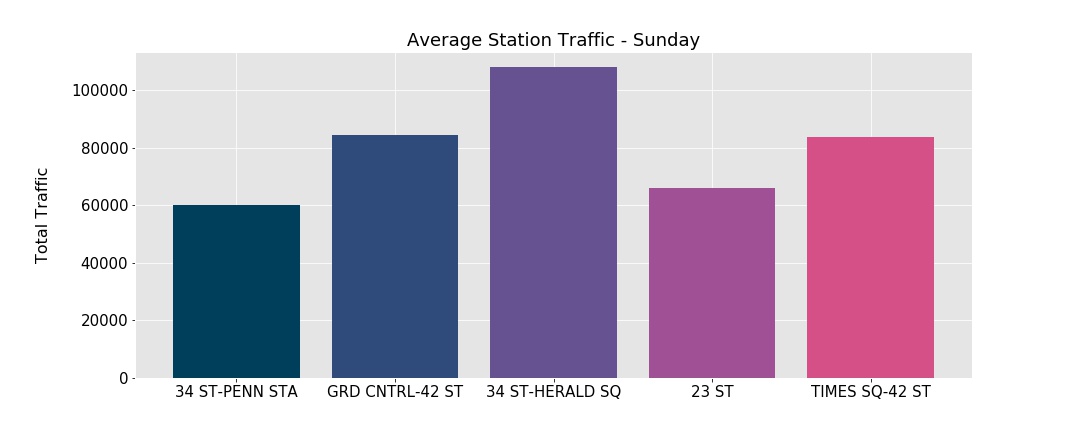 Average Station Traffic - Sunday
Total Traffic
100000
80000
60000
40000
20000
0
34 ST-PENN STA
GRD CNTRL-42 ST
34 ST-HERALD SQ
23 ST
TIMES SQ-42 ST